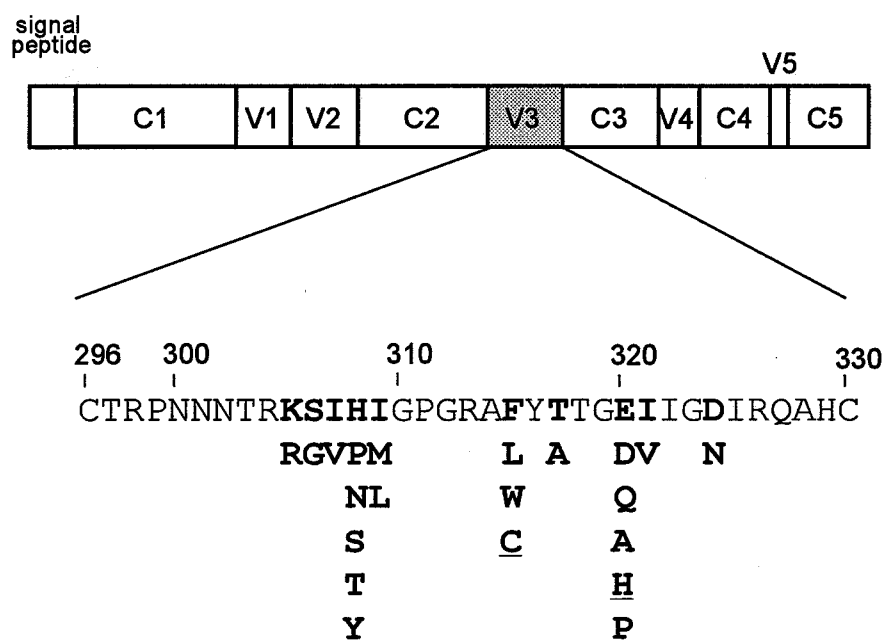 signal
peptide
V5
C1 V1 V2 C2 V3 C3 V4 C4 C5
296 300 310 320 330
CTRPNNNTRKSIHIGPGRAFYTTGEIIGDIRQAHC
RGVPM L A DV N
NL W Q
S C A
T H
Y P